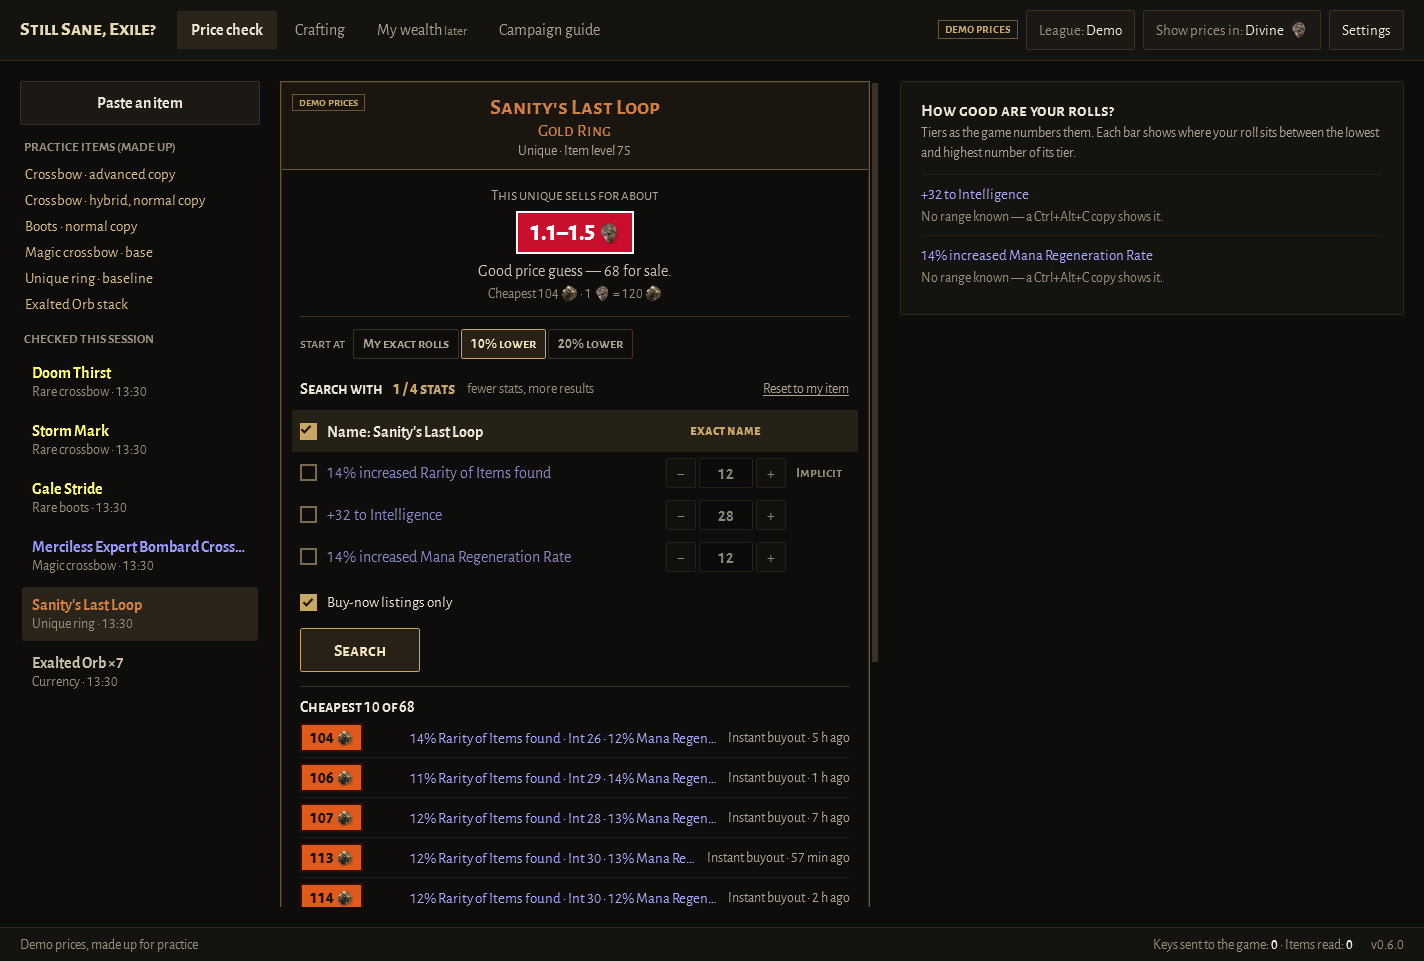 Still Sane, Exile?
Price check
Crafting
My wealth later
Campaign guide
DEMO PRICES
League: Demo
Show prices in: Divine
Settings
Paste an item
PRACTICE ITEMS (MADE UP)
Crossbow · advanced copy
Crossbow · hybrid, normal copy
Boots · normal copy
Magic crossbow · base
Unique ring · baseline
Exalted Orb stack
CHECKED THIS SESSION
Doom Thirst
Rare crossbow · 13:30
Storm Mark
Rare crossbow · 13:30
Gale Stride
Rare boots · 13:30
Merciless Expert Bombard Cross...
Magic crossbow · 13:30
Sanity's Last Loop
Unique ring · 13:30
Exalted Orb ×7
Currency · 13:30
DEMO PRICES
Sanity's Last Loop
Gold Ring
Unique · Item level 75
This unique sells for about
1.1–1.5
Good price guess — 68 for sale.
Cheapest 104 · 1 = 120
START AT
My exact rolls
10% lower
20% lower
Search with 1 / 4 stats fewer stats, more results
Reset to my item
Name: Sanity's Last Loop
EXACT NAME
14% increased Rarity of Items found
− 12 +
Implicit
+32 to Intelligence
− 28 +
14% increased Mana Regeneration Rate
− 12 +
Buy-now listings only
Search
Cheapest 10 of 68
104 14% Rarity of Items found · Int 26 · 12% Mana Regen... Instant buyout · 5 h ago
106 11% Rarity of Items found · Int 29 · 14% Mana Regen... Instant buyout · 1 h ago
107 12% Rarity of Items found · Int 28 · 13% Mana Regen... Instant buyout · 7 h ago
113 12% Rarity of Items found · Int 30 · 13% Mana Re... Instant buyout · 57 min ago
114 12% Rarity of Items found · Int 30 · 12% Mana Regen... Instant buyout · 2 h ago
How good are your rolls?
Tiers as the game numbers them. Each bar shows where your roll sits between the lowest
and highest number of its tier.
+32 to Intelligence
No range known — a Ctrl+Alt+C copy shows it.
14% increased Mana Regeneration Rate
No range known — a Ctrl+Alt+C copy shows it.
Demo prices, made up for practice
Keys sent to the game: 0 · Items read: 0
v0.6.0